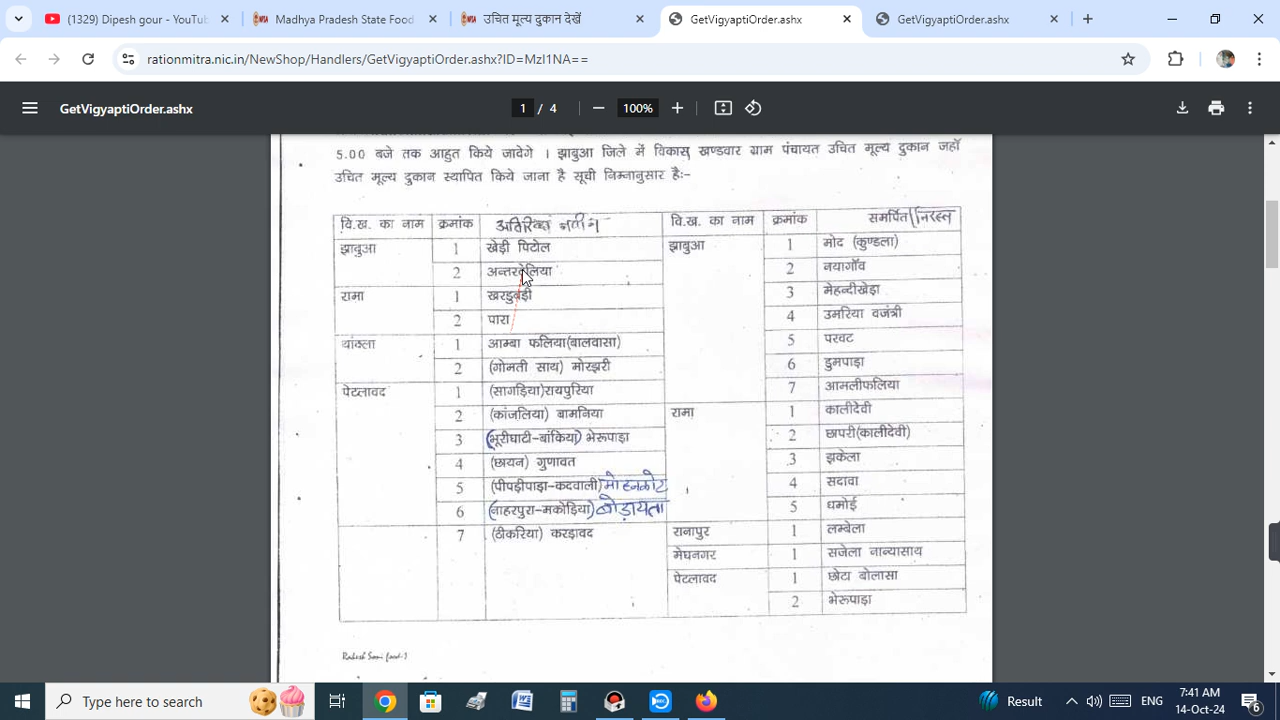 (1329) Dipesh gour - YouTub
Madhya Pradesh State Food
उचित मूल्य दुकान देखें
GetVigyaptiOrder.ashx
GetVigyaptiOrder.ashx
rationmitra.nic.in/NewShop/Handlers/GetVigyaptiOrder.ashx?ID=MzI1NA==
GetVigyaptiOrder.ashx
1 / 4
100%
5.00 बजे तक आहुत किये जावेगे । झाबुआ जिले में विकास खण्डवार ग्राम पंचायत उचित मूल्य दुकान जहाँ
उचित मूल्य दुकान स्थापित किये जाना है सूची निम्नानुसार है:-
वि.ख. का नाम क्रमांक अतिरिक्त नवीन वि.ख. का नाम क्रमांक समर्पित/निरस्त
झाबुआ 1 खेडी पिटोल झाबुआ 1 मोद (कुण्डला)
2 अन्तरवेलिया 2 नयागॉव
रामा 1 खरडुबडी 3 मेहन्दीखेडा
2 पारा 4 उमरिया वजंत्री
1 आम्बा फलिया(बालवासा) 5 परवट
2 (गोमती साथ) मोरझरी 6 डुमपाडा
पेटलावद 1 (सागड़िया)रायपुरिया 7 आमलीफलिया
2 (कांजलिया) बामनिया रामा 1 कालीदेवी
3 (भूरीघाटी-बांकिया) भेरूपाड़ा 2 छापरी(कालीदेवी)
4 (छायन) गुणावत 3 झकेला
5 (पीपड़ीपाड़ा-कदवाली) मोहनकोट 4 सदावा
6 (नाहरपुरा-मकोड़िया) बोड़ायता 5 धमोई
7 (ठीकरिया) करड़ावद रानापुर 1 लम्बेला
मेघनगर 1 सजेला नान्यासाथ
पेटलावद 1 छोटा बोलासा
2 भेरूपाड़ा
Type here to search
Result
ENG
7:41 AM
14-Oct-24
6